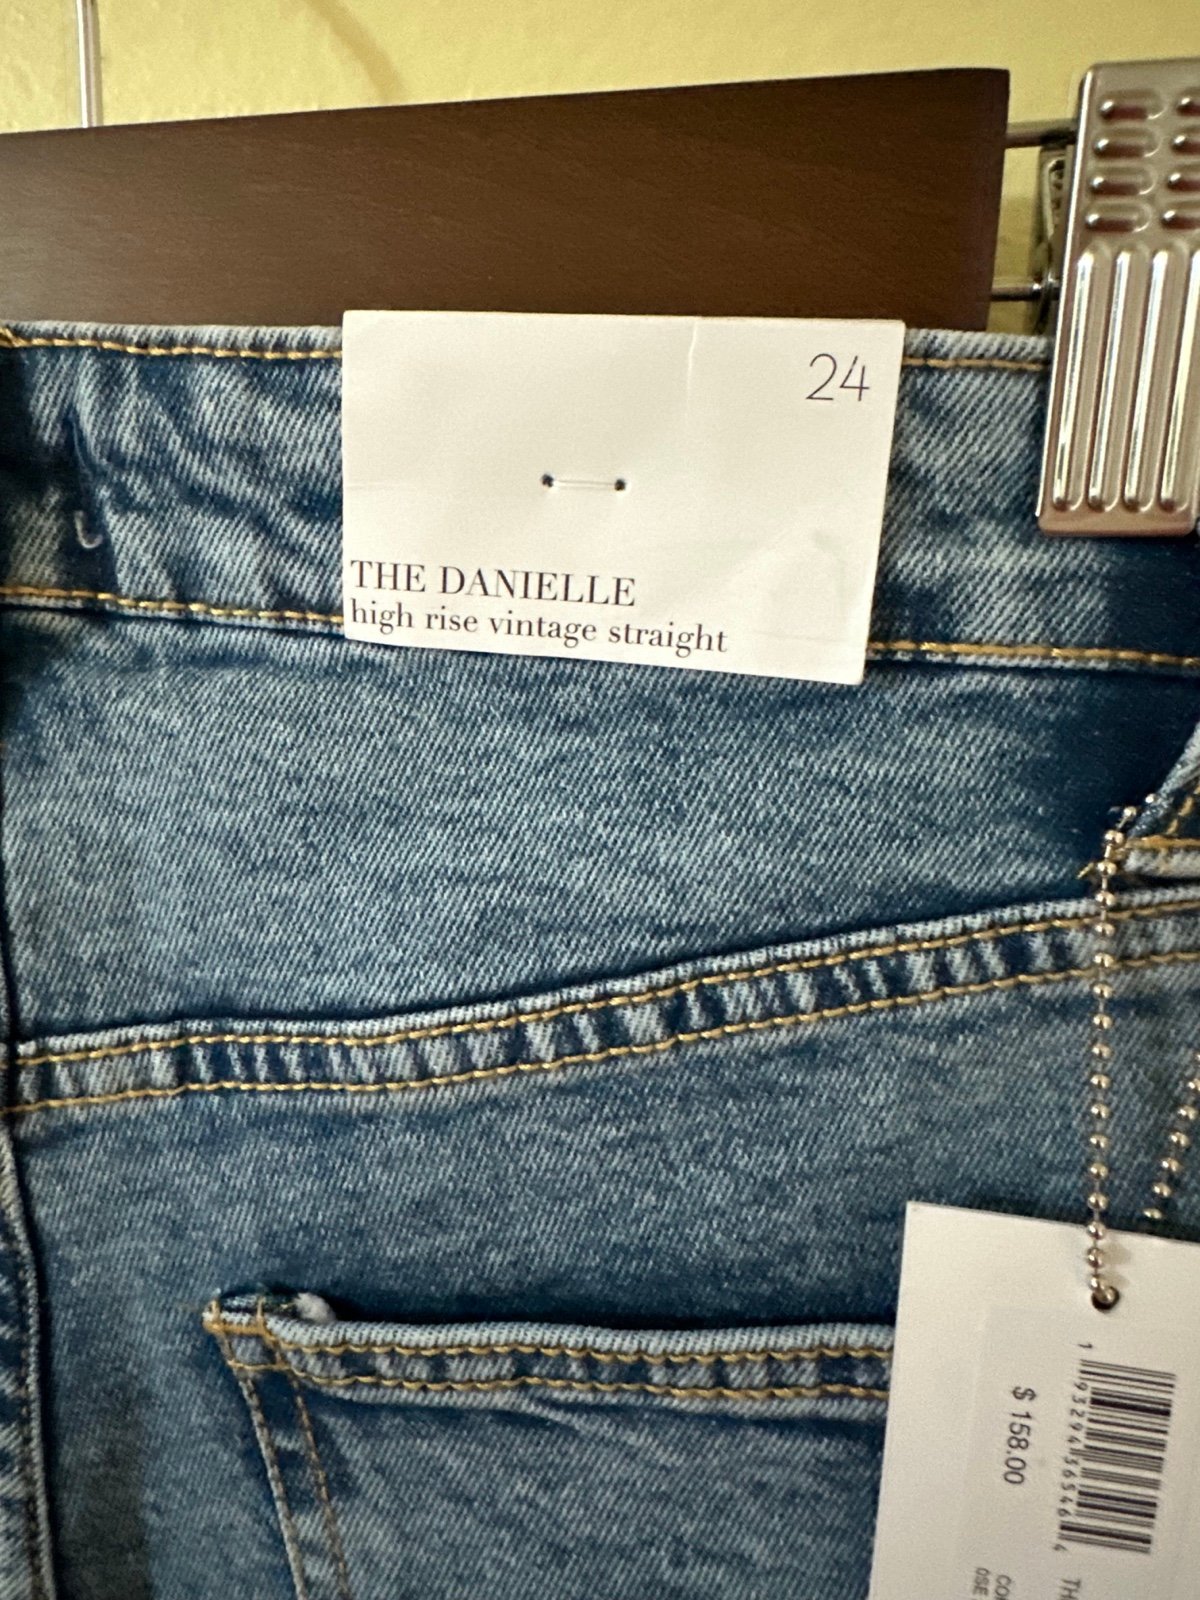 24
THE DANIELLE
high rise vintage straight
$ 158.00